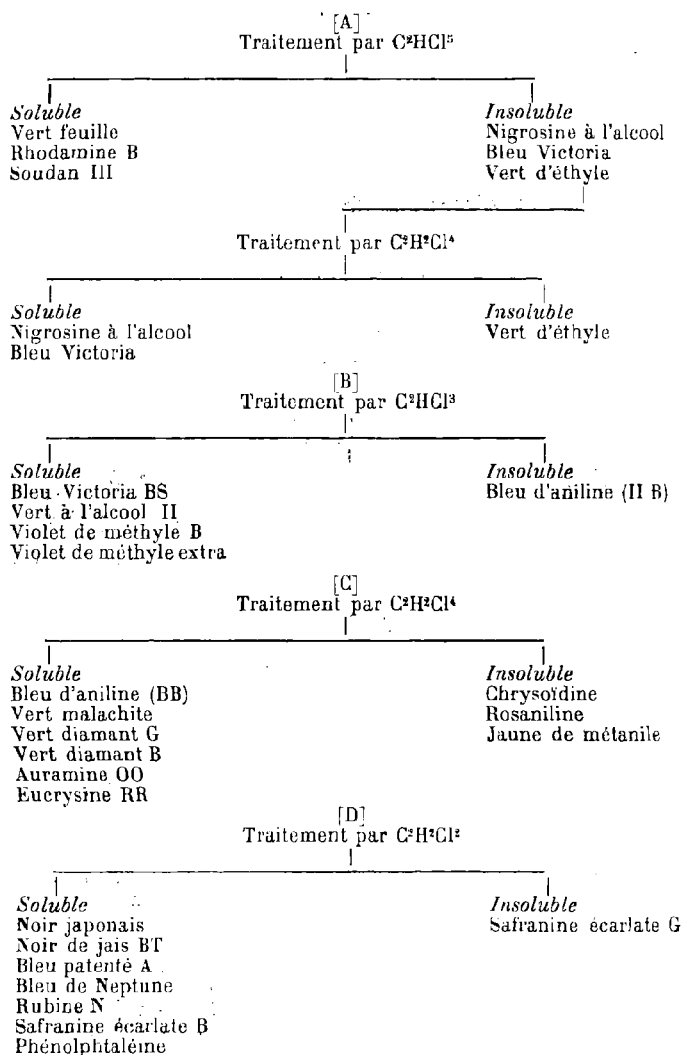 [A]
Traitement par C²HCl⁵
Soluble
Vert feuille
Rhodamine B
Soudan III
Insoluble
Nigrosine à l'alcool
Bleu Victoria
Vert d'éthyle
Traitement par C²H²Cl⁴
Soluble
Nigrosine à l'alcool
Bleu Victoria
Insoluble
Vert d'éthyle
[B]
Traitement par C²HCl³
Soluble
Bleu Victoria BS
Vert à l'alcool II
Violet de méthyle B
Violet de méthyle extra
Insoluble
Bleu d'aniline (II B)
[C]
Traitement par C²H²Cl⁴
Soluble
Bleu d'aniline (BB)
Vert malachite
Vert diamant G
Vert diamant B
Auramine OO
Eucrysine RR
Insoluble
Chrysoïdine
Rosaniline
Jaune de métanile
[D]
Traitement par C²H²Cl²
Soluble
Noir japonais
Noir de jais BT
Bleu patenté A
Bleu de Neptune
Rubine N
Safranine écarlate B
Phénolphtaléine
Insoluble
Safranine écarlate G